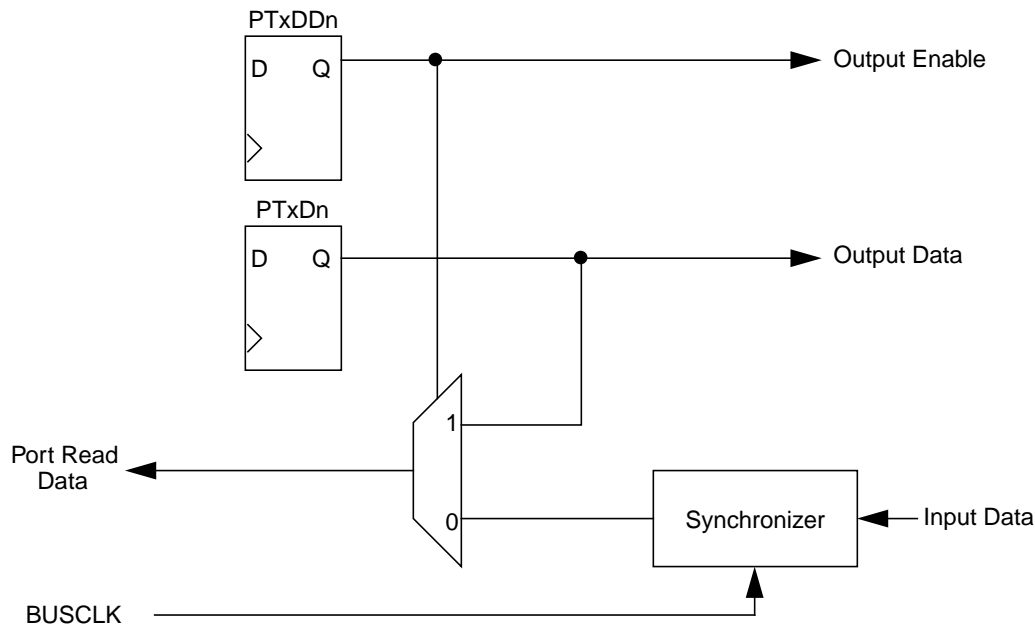 PTxDDn
D Q
Output Enable
PTxDn
D Q
Output Data
1
Port Read
Data
0
Synchronizer
Input Data
BUSCLK